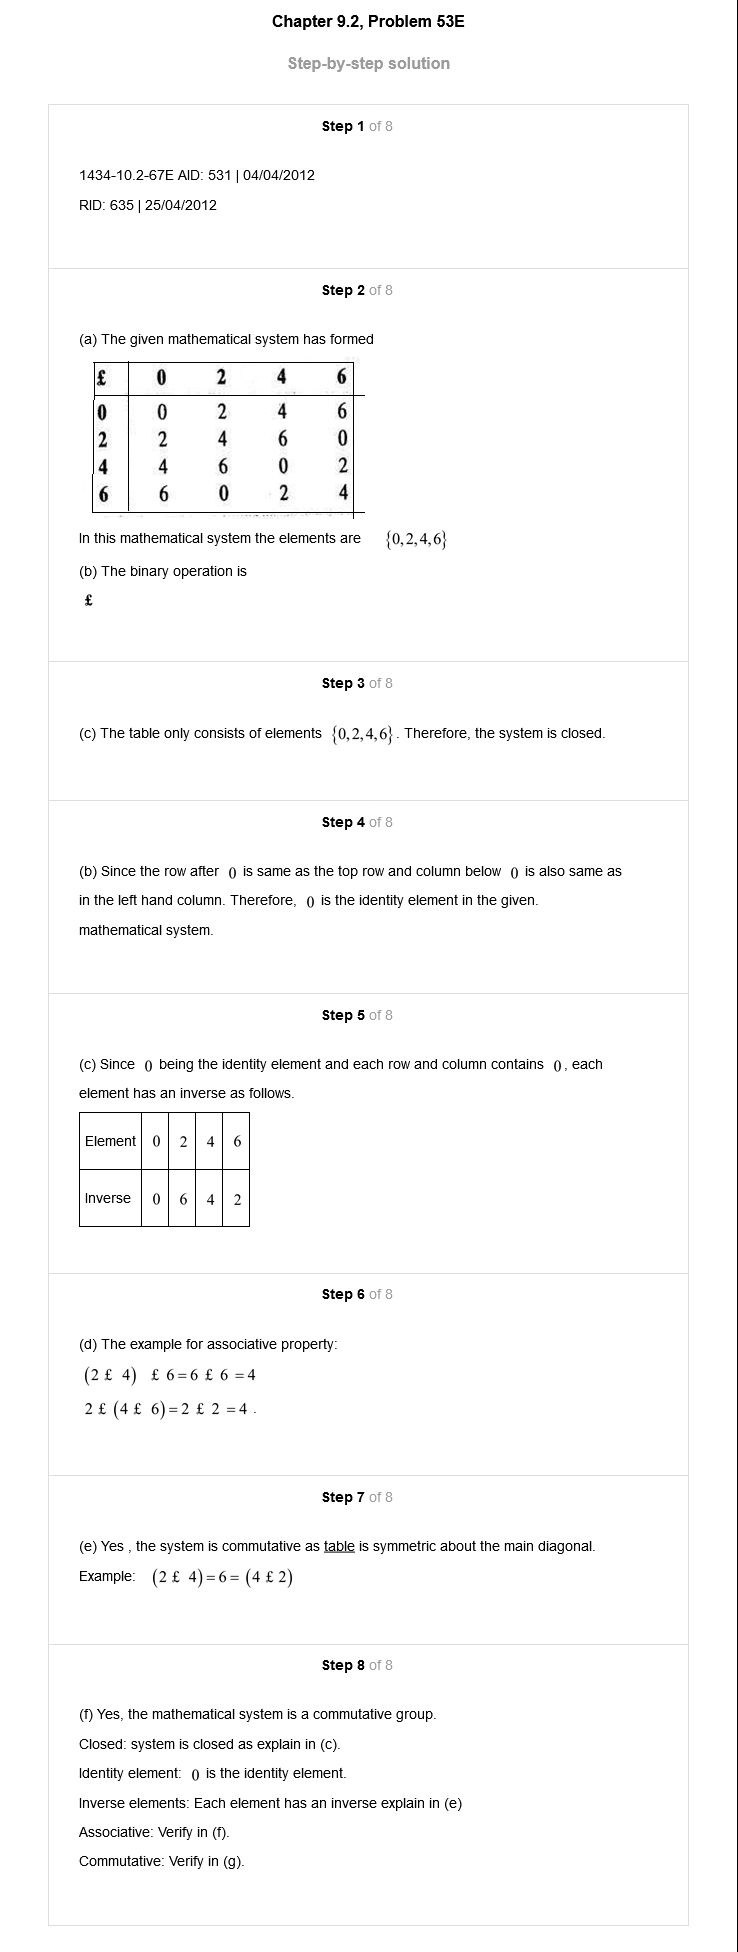 Chapter 9.2, Problem 53E
Step-by-step solution
Step 1 of 8
1434-10.2-67E AID: 531 | 04/04/2012
RID: 635 | 25/04/2012
Step 2 of 8
(a) The given mathematical system has formed
£ 0 2 4 6
0 0 2 4 6
2 2 4 6 0
4 4 6 0 2
6 6 0 2 4
In this mathematical system the elements are {0,2,4,6}
(b) The binary operation is
£
Step 3 of 8
(c) The table only consists of elements {0,2,4,6}. Therefore, the system is closed.
Step 4 of 8
(b) Since the row after 0 is same as the top row and column below 0 is also same as
in the left hand column. Therefore, 0 is the identity element in the given.
mathematical system.
Step 5 of 8
(c) Since 0 being the identity element and each row and column contains 0, each
element has an inverse as follows.
Element 0 2 4 6
Inverse 0 6 4 2
Step 6 of 8
(d) The example for associative property:
(2 £ 4) £ 6=6 £ 6 =4
2 £ (4 £ 6)=2 £ 2 =4 .
Step 7 of 8
(e) Yes , the system is commutative as table is symmetric about the main diagonal.
Example: (2 £ 4)=6= (4 £ 2)
Step 8 of 8
(f) Yes, the mathematical system is a commutative group.
Closed: system is closed as explain in (c).
Identity element: 0 is the identity element.
Inverse elements: Each element has an inverse explain in (e)
Associative: Verify in (f).
Commutative: Verify in (g).